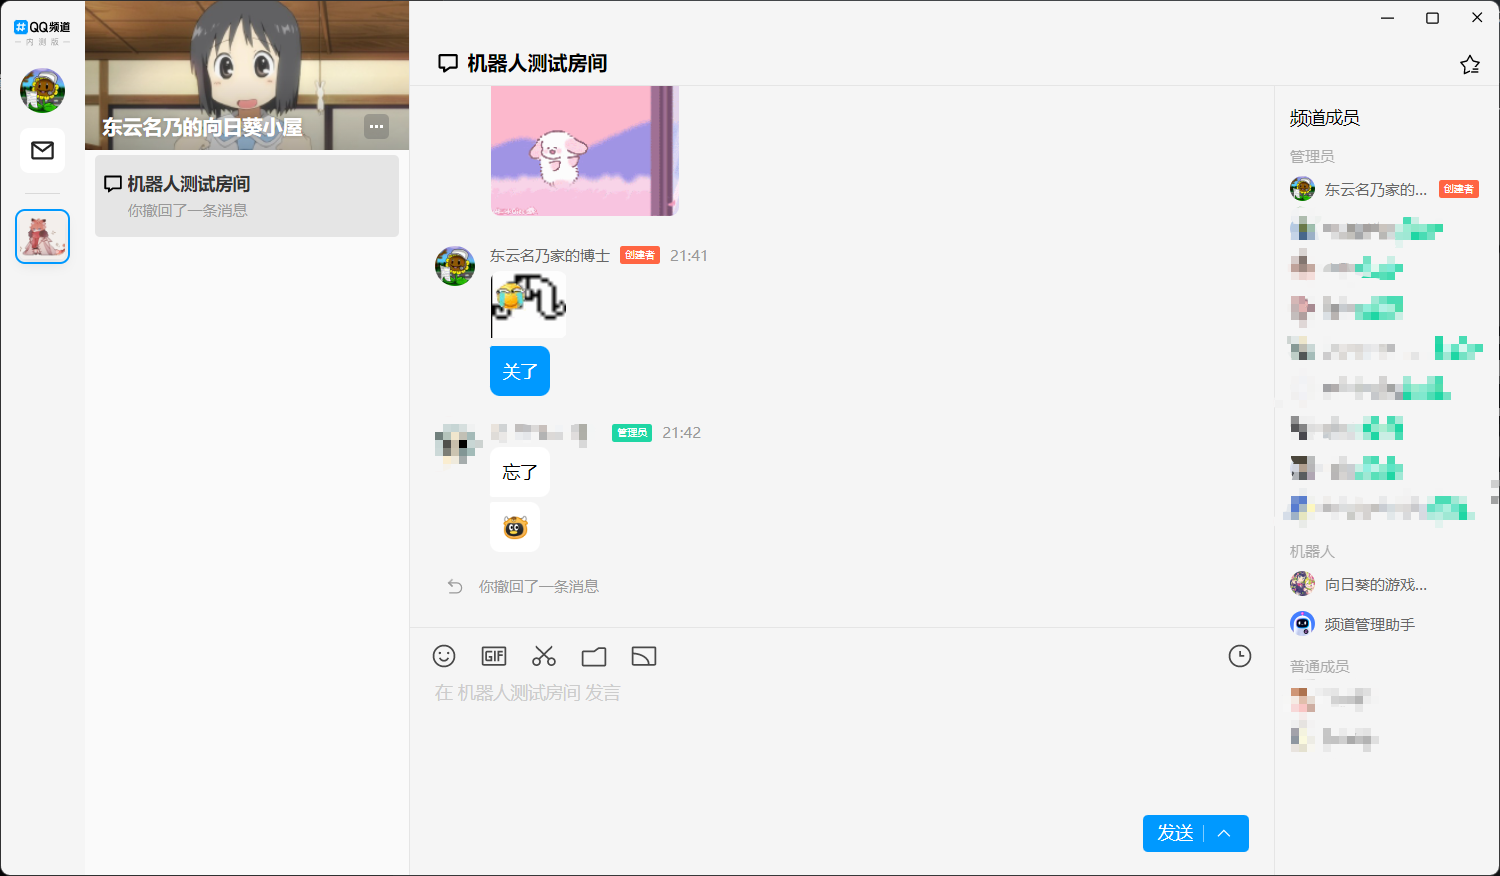 QQ频道
内测版
东云名乃的向日葵小屋
机器人测试房间
你撤回了一条消息
机器人测试房间
东云名乃家的博士 创建者 21:41
关了
管理员 21:42
忘了
你撤回了一条消息
GIF
在 机器人测试房间 发言
发送
频道成员
管理员
东云名乃家的... 创建者
机器人
向日葵的游戏...
频道管理助手
普通成员